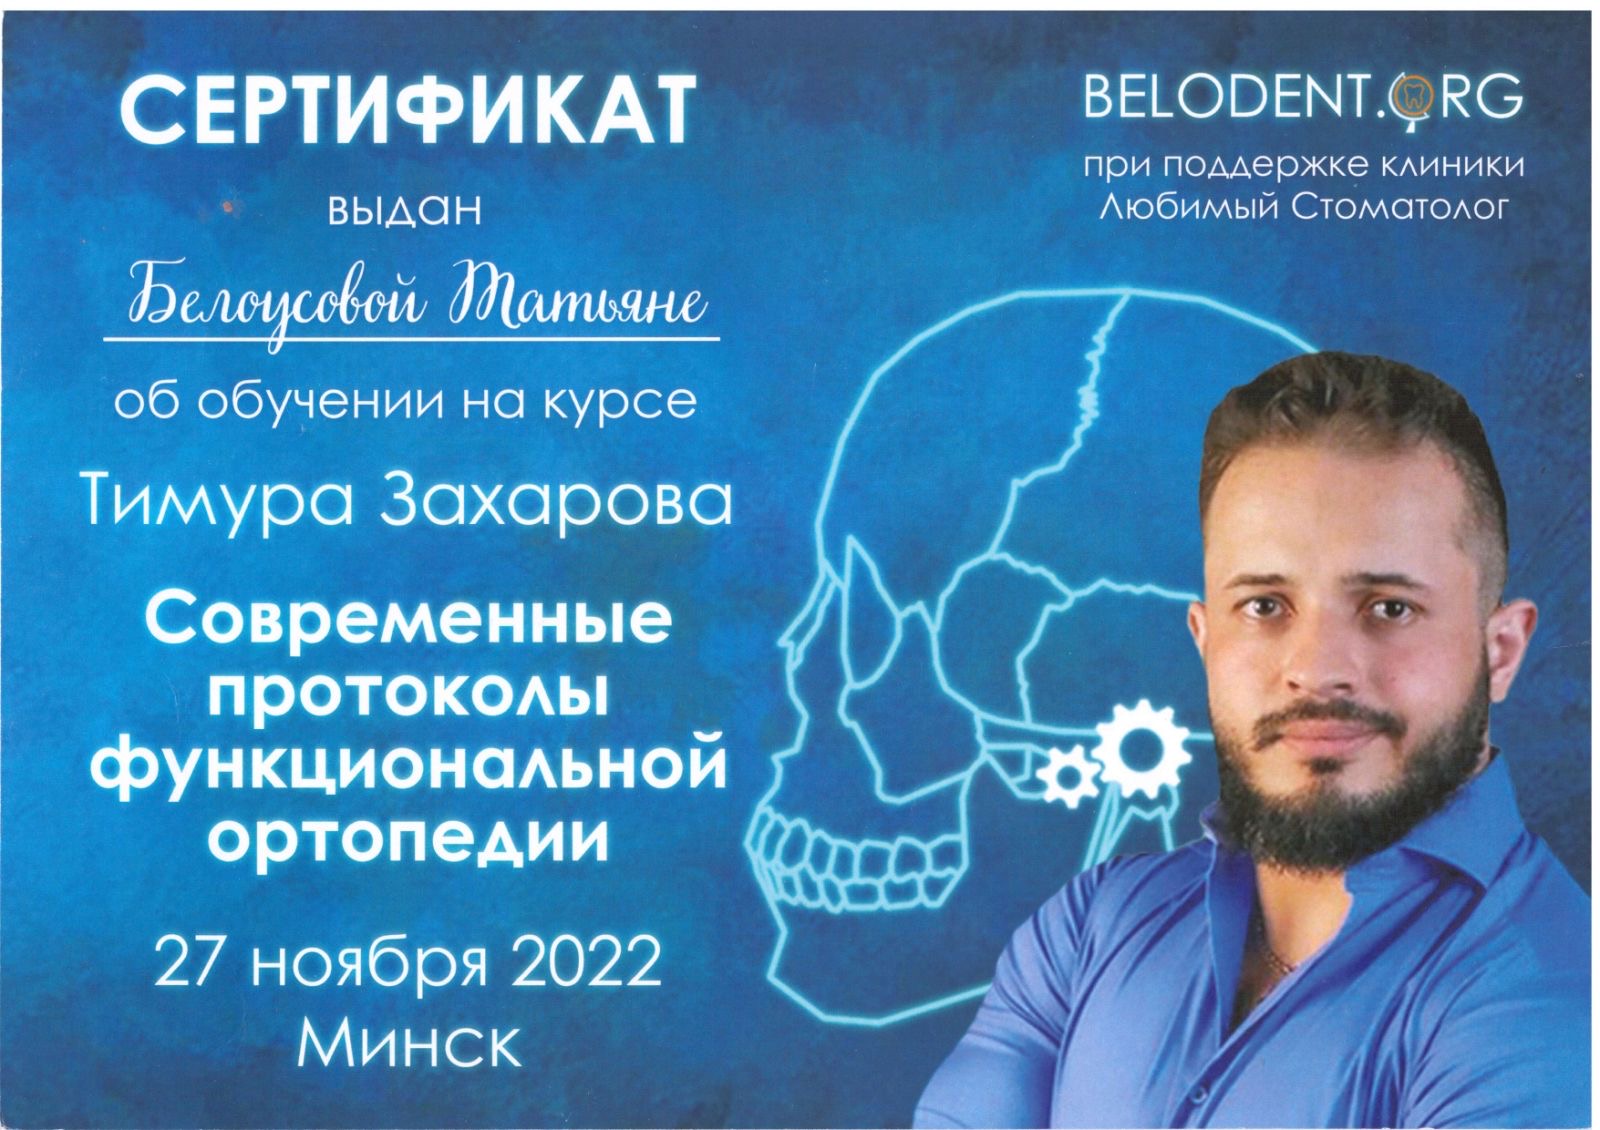 СЕРТИФИКАТ
выдан
Белоусовой Татьяне
об обучении на курсе
Тимура Захарова
Современные
протоколы
функциональной
ортопедии
27 ноября 2022
Минск
BELODENT.ORG
при поддержке клиники
Любимый Стоматолог